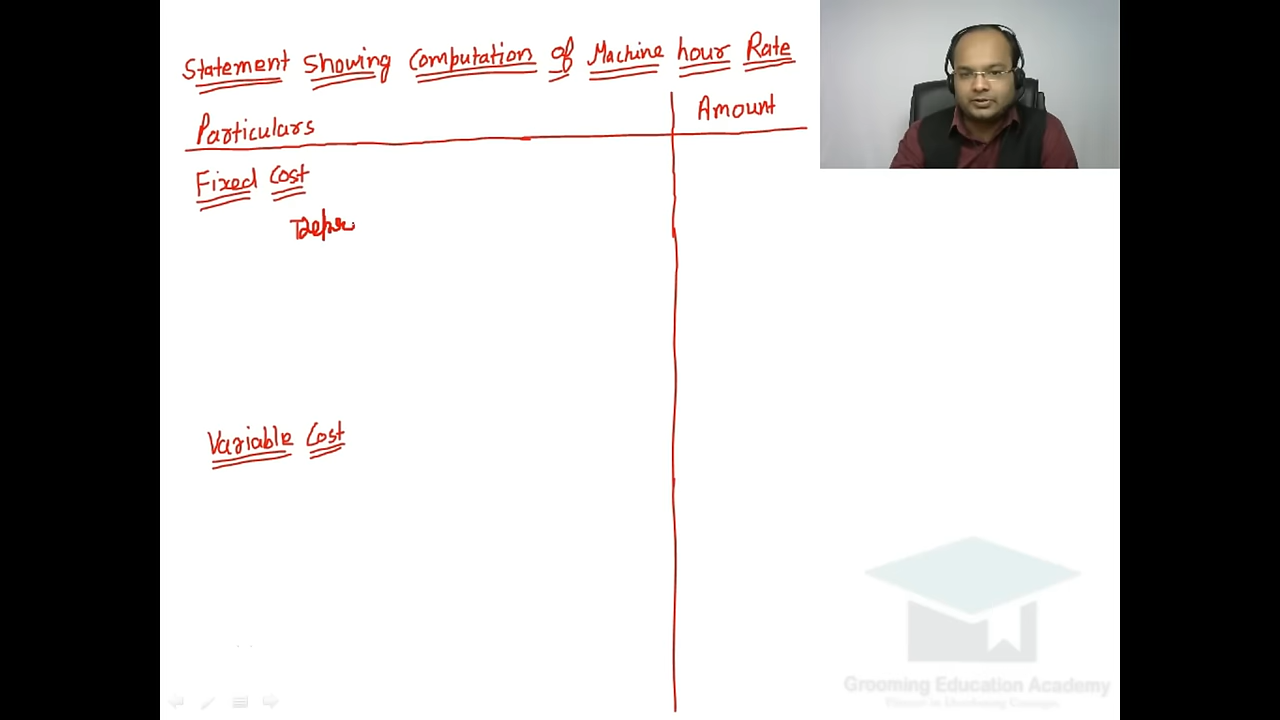 Statement Showing Computation of Machine hour Rate
Particulars
Amount
Fixed Cost
Depre
Variable Cost
Grooming Education Academy